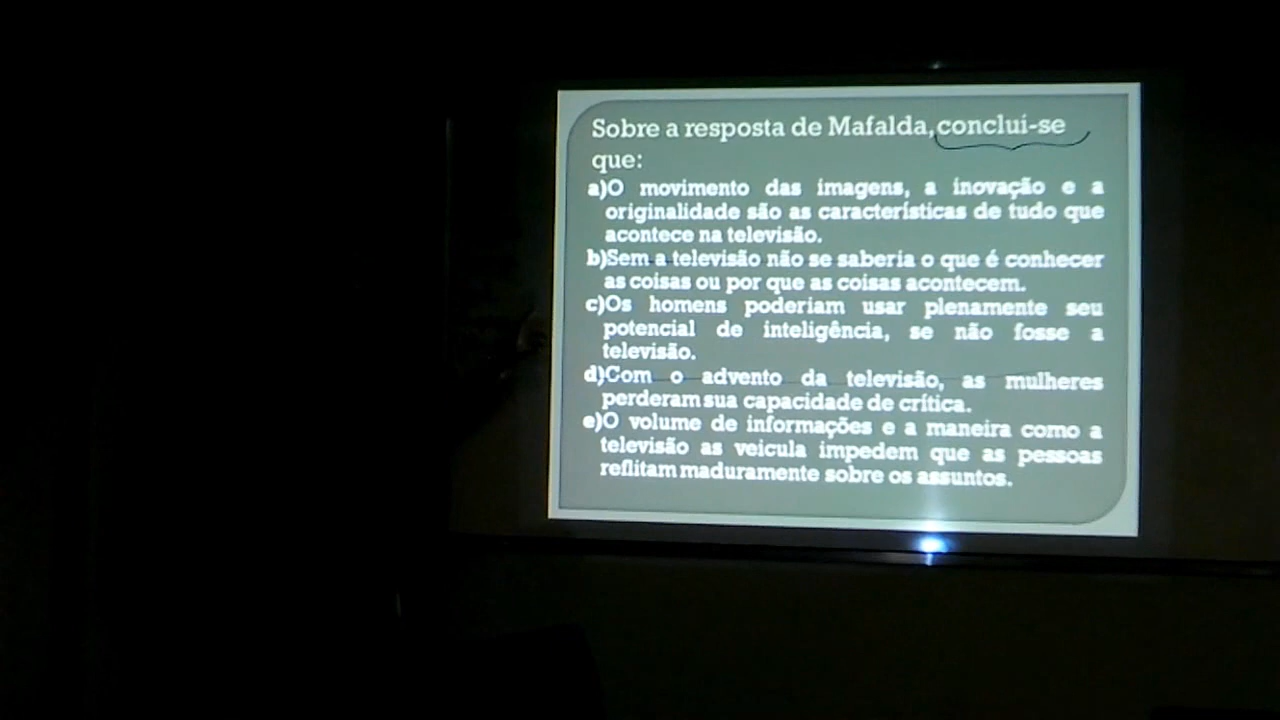 Sobre a resposta de Mafalda, conclui-se
que:
a)O movimento das imagens, a inovação e a
originalidade são as características de tudo que
acontece na televisão.
b)Sem a televisão não se saberia o que é conhecer
as coisas ou por que as coisas acontecem.
c)Os homens poderiam usar plenamente seu
potencial de inteligência, se não fosse a
televisão.
d)Com o advento da televisão, as mulheres
perderam sua capacidade de crítica.
e)O volume de informações e a maneira como a
televisão as veicula impedem que as pessoas
reflitam maduramente sobre os assuntos.